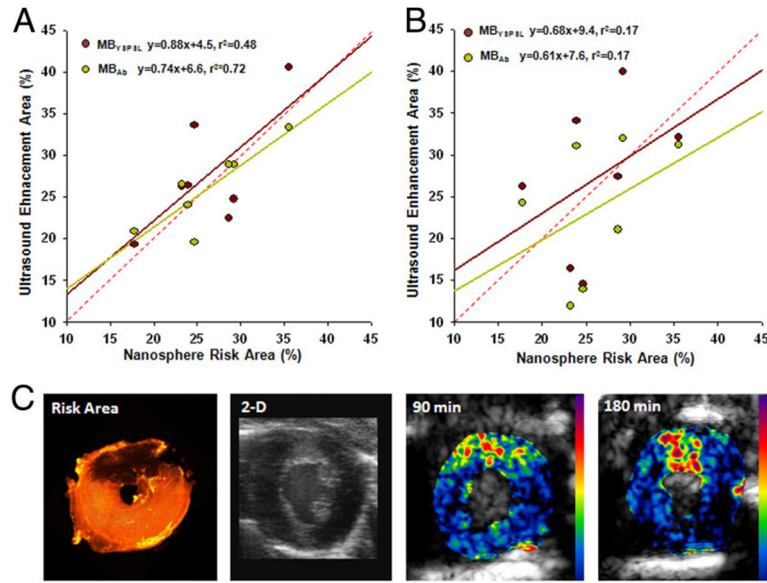 A
MB_YSPSL y=0.88x+4.5, r²=0.48
MB_Ab y=0.74x+6.6, r²=0.72
Ultrasound Ehnacement Area (%)
45
40
35
30
25
20
15
10
10 15 20 25 30 35 40 45
Nanosphere Risk Area (%)
B
MB_YSPSL y=0.68x+9.4, r²=0.17
MB_Ab y=0.61x+7.6, r²=0.17
Ultrasound Enhancement Area (%)
45
40
35
30
25
20
15
10
10 15 20 25 30 35 40 45
Nanosphere Risk Area (%)
C
Risk Area
2-D
90 min
180 min